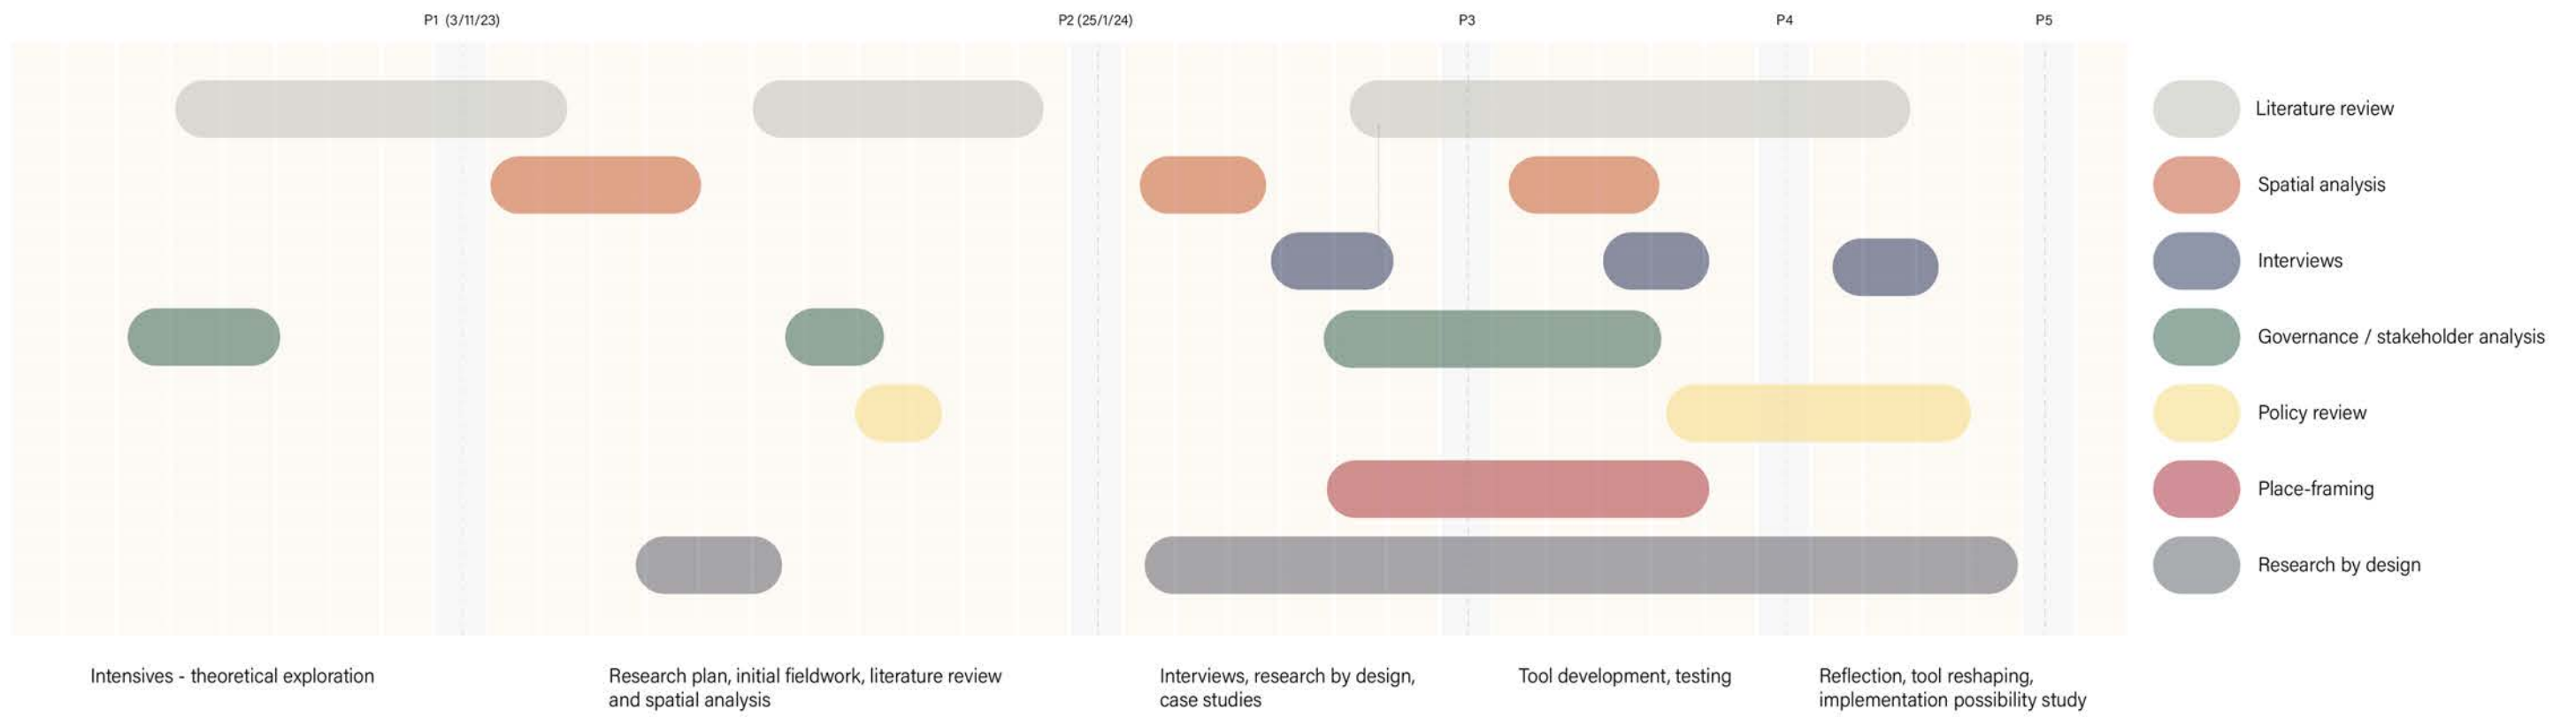 P1 (3/11/23)
P2 (25/1/24)
P3
P4
P5
Literature review
Spatial analysis
Interviews
Governance / stakeholder analysis
Policy review
Place-framing
Research by design
Intensives - theoretical exploration
Research plan, initial fieldwork, literature review
and spatial analysis
Interviews, research by design,
case studies
Tool development, testing
Reflection, tool reshaping,
implementation possibility study